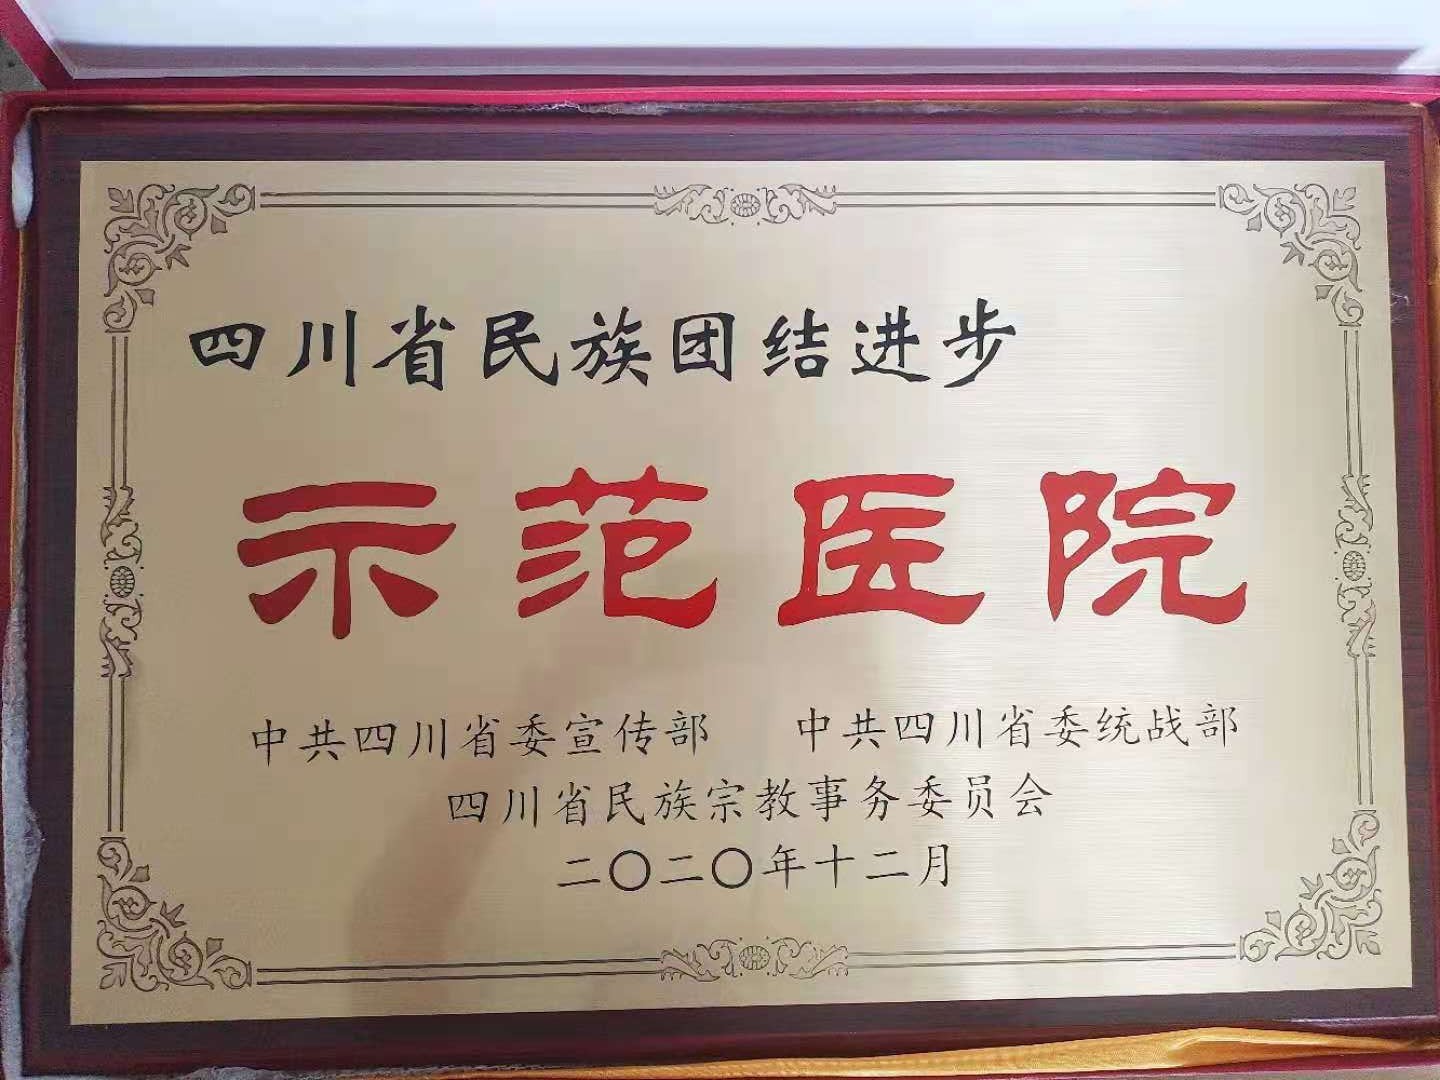 四川省民族团结进步
示范医院
中共四川省委宣传部 中共四川省委统战部
四川省民族宗教事务委员会
二〇二〇年十二月